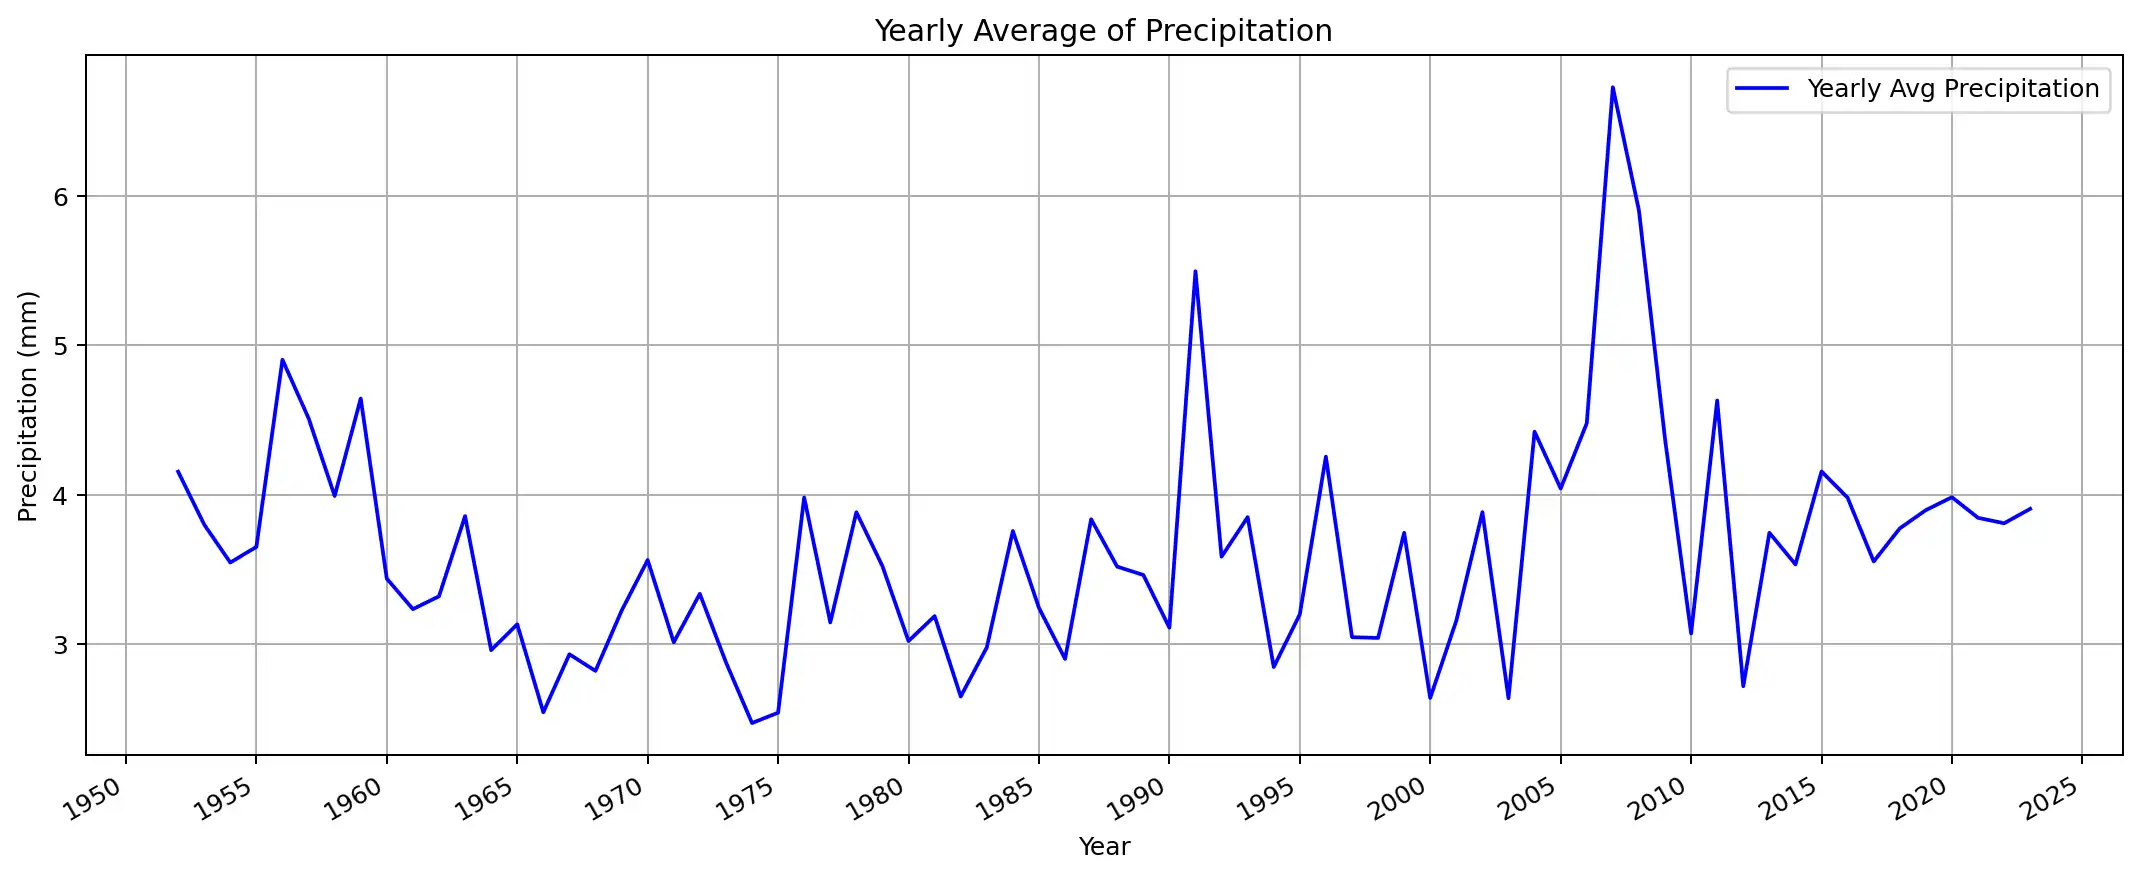 Yearly Average of Precipitation
Yearly Avg Precipitation
Precipitation (mm)
6
5
4
3
1950 1955 1960 1965 1970 1975 1980 1985 1990 1995 2000 2005 2010 2015 2020 2025
Year